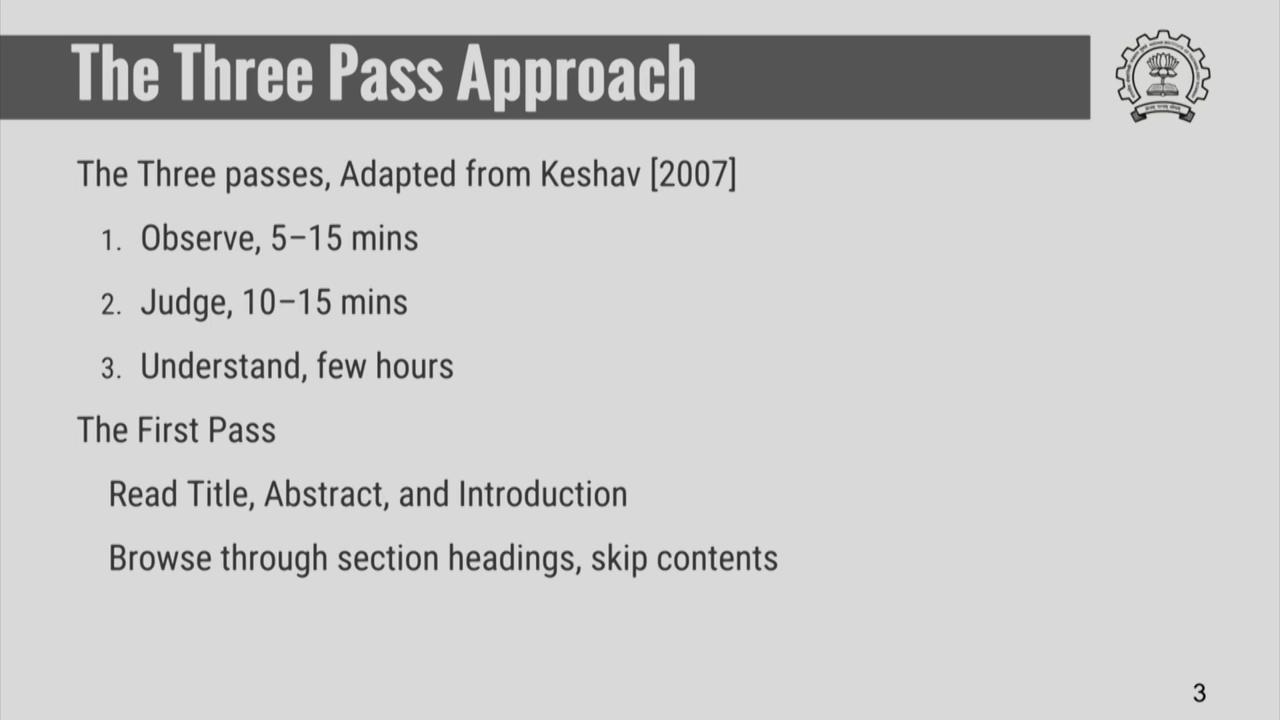 The Three Pass Approach
The Three passes, Adapted from Keshav [2007]
1. Observe, 5–15 mins
2. Judge, 10–15 mins
3. Understand, few hours
The First Pass
Read Title, Abstract, and Introduction
Browse through section headings, skip contents
3